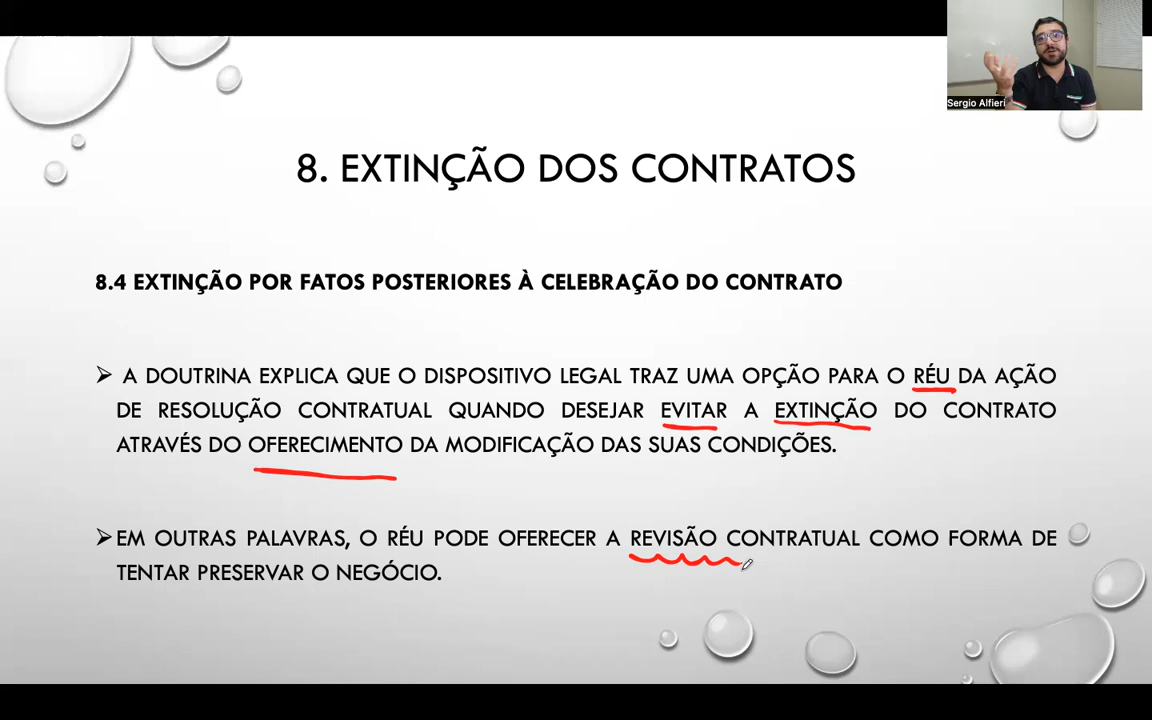 Sergio Alfieri
8. EXTINÇÃO DOS CONTRATOS
8.4 EXTINÇÃO POR FATOS POSTERIORES À CELEBRAÇÃO DO CONTRATO
➢ A DOUTRINA EXPLICA QUE O DISPOSITIVO LEGAL TRAZ UMA OPÇÃO PARA O RÉU DA AÇÃO
DE RESOLUÇÃO CONTRATUAL QUANDO DESEJAR EVITAR A EXTINÇÃO DO CONTRATO
ATRAVÉS DO OFERECIMENTO DA MODIFICAÇÃO DAS SUAS CONDIÇÕES.
➢ EM OUTRAS PALAVRAS, O RÉU PODE OFERECER A REVISÃO CONTRATUAL COMO FORMA DE
TENTAR PRESERVAR O NEGÓCIO.